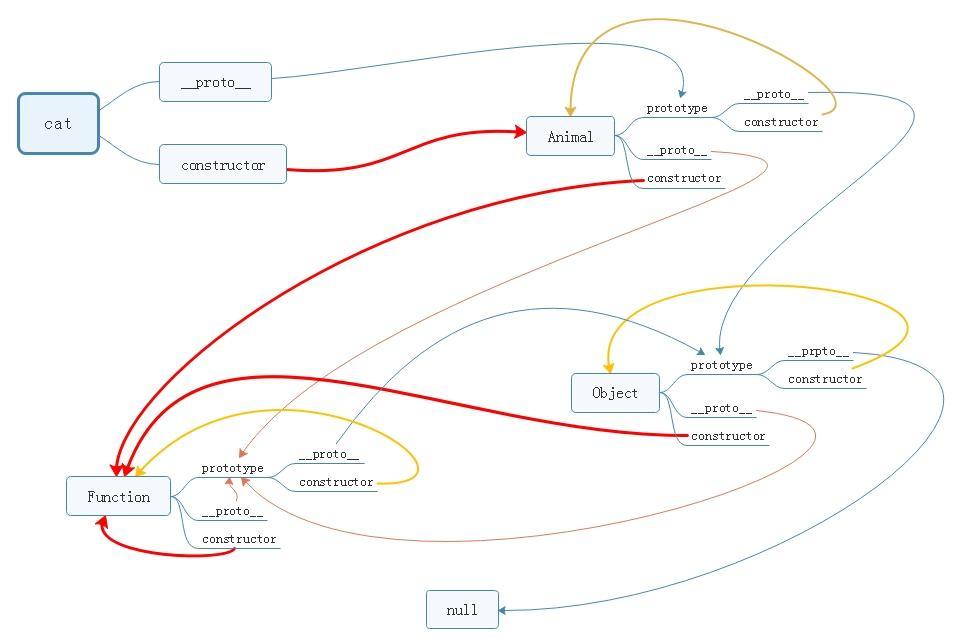 cat
__proto__
constructor
Animal
prototype
__proto__
constructor
__proto__
constructor
Object
prototype
__prpto__
constructor
__proto__
constructor
Function
prototype
__proto__
constructor
__proto__
constructor
null